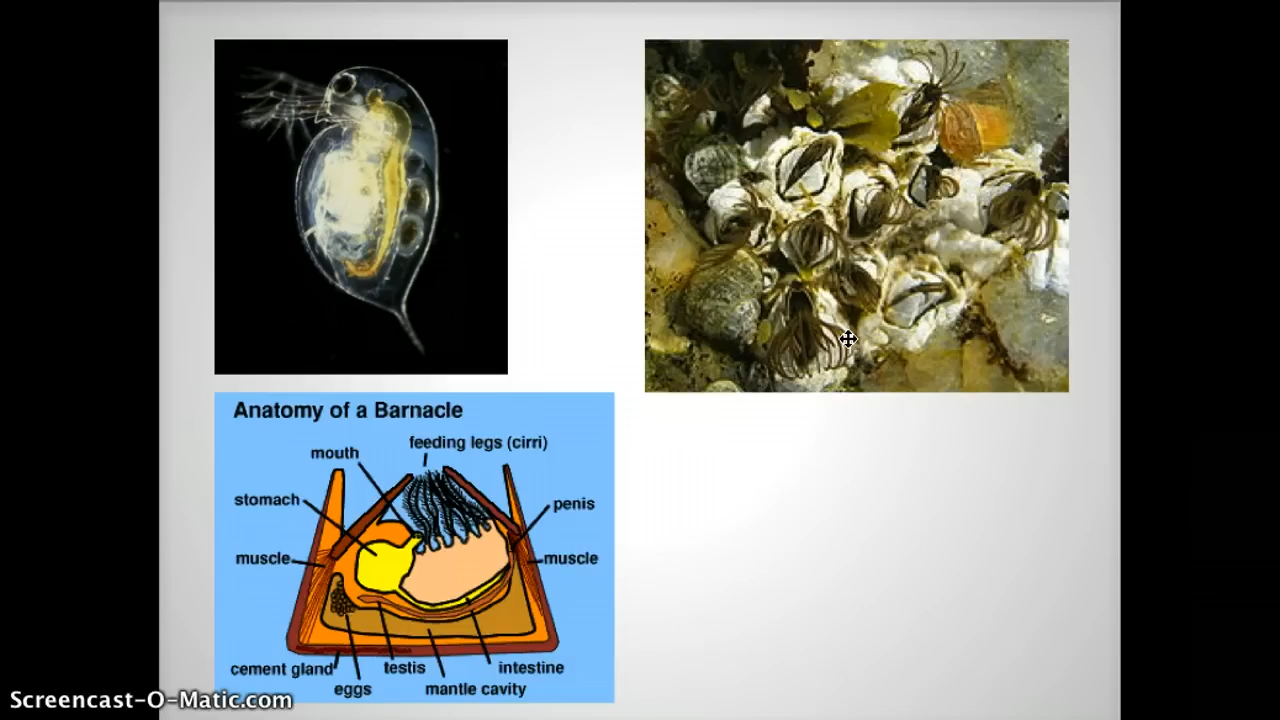 Anatomy of a Barnacle
feeding legs (cirri)
mouth
stomach
penis
muscle
muscle
cement gland
testis
intestine
eggs
mantle cavity
Screencast-O-Matic.com